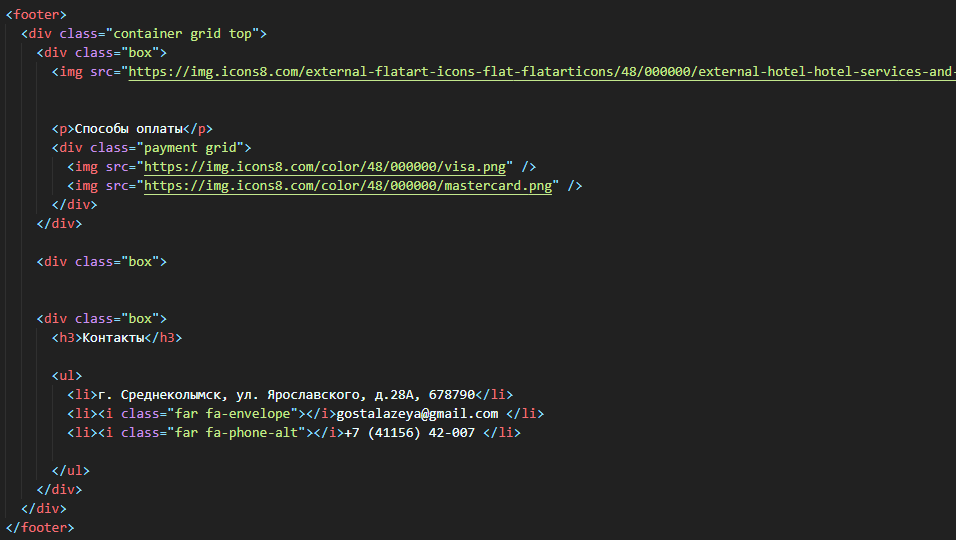 <footer>
<div class="container grid top">
<div class="box">
<img src="https://img.icons8.com/external-flatart-icons-flat-flatarticons/48/000000/external-hotel-hotel-services-and-
<p>Способы оплаты</p>
<div class="payment grid">
<img src="https://img.icons8.com/color/48/000000/visa.png" />
<img src="https://img.icons8.com/color/48/000000/mastercard.png" />
</div>
</div>
<div class="box">
<div class="box">
<h3>Контакты</h3>
<ul>
<li>г. Среднеколымск, ул. Ярославского, д.28А, 678790</li>
<li><i class="far fa-envelope"></i>gostalazeya@gmail.com </li>
<li><i class="far fa-phone-alt"></i>+7 (41156) 42-007 </li>
</ul>
</div>
</div>
</footer>